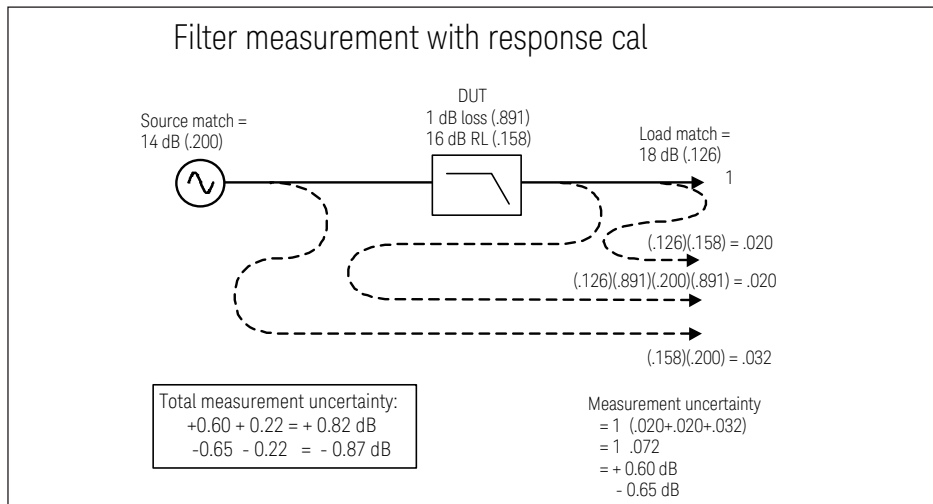 Filter measurement with response cal
DUT
1 dB loss (.891)
16 dB RL (.158)
Source match =
14 dB (.200)
Load match =
18 dB (.126)
1
(.126)(.158) = .020
(.126)(.891)(.200)(.891) = .020
(.158)(.200) = .032
Total measurement uncertainty:
+0.60 + 0.22 = + 0.82 dB
-0.65 - 0.22 = - 0.87 dB
Measurement uncertainty
= 1 (.020+.020+.032)
= 1 .072
= + 0.60 dB
- 0.65 dB